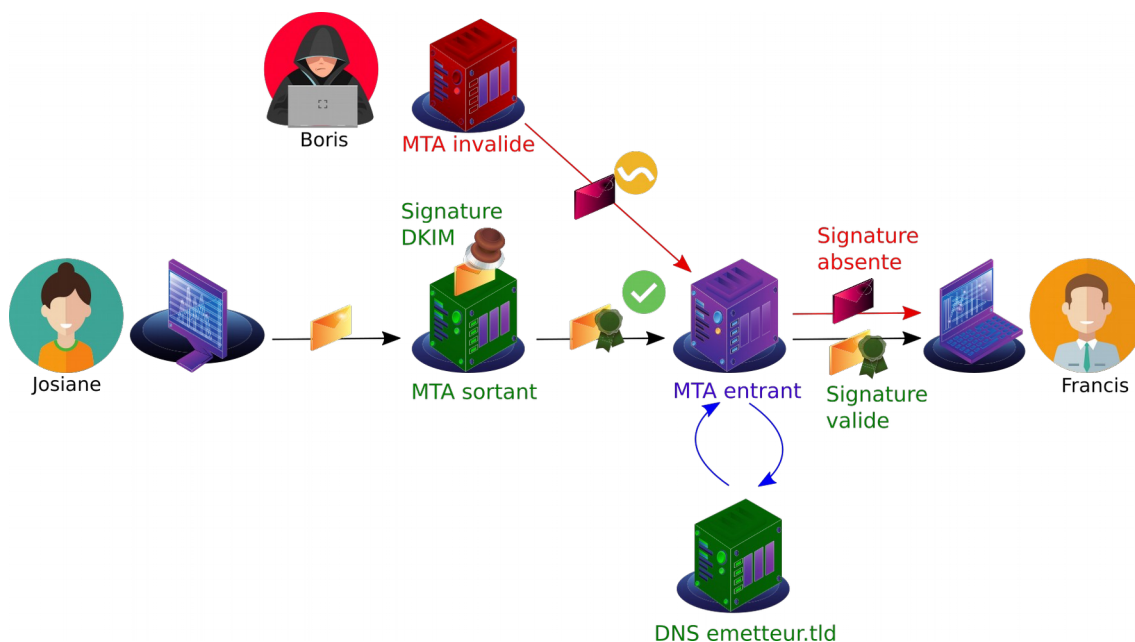 Boris
MTA invalide
Signature
DKIM
Signature
absente
Josiane
MTA sortant
MTA entrant
Signature
valide
Francis
DNS emetteur.tld